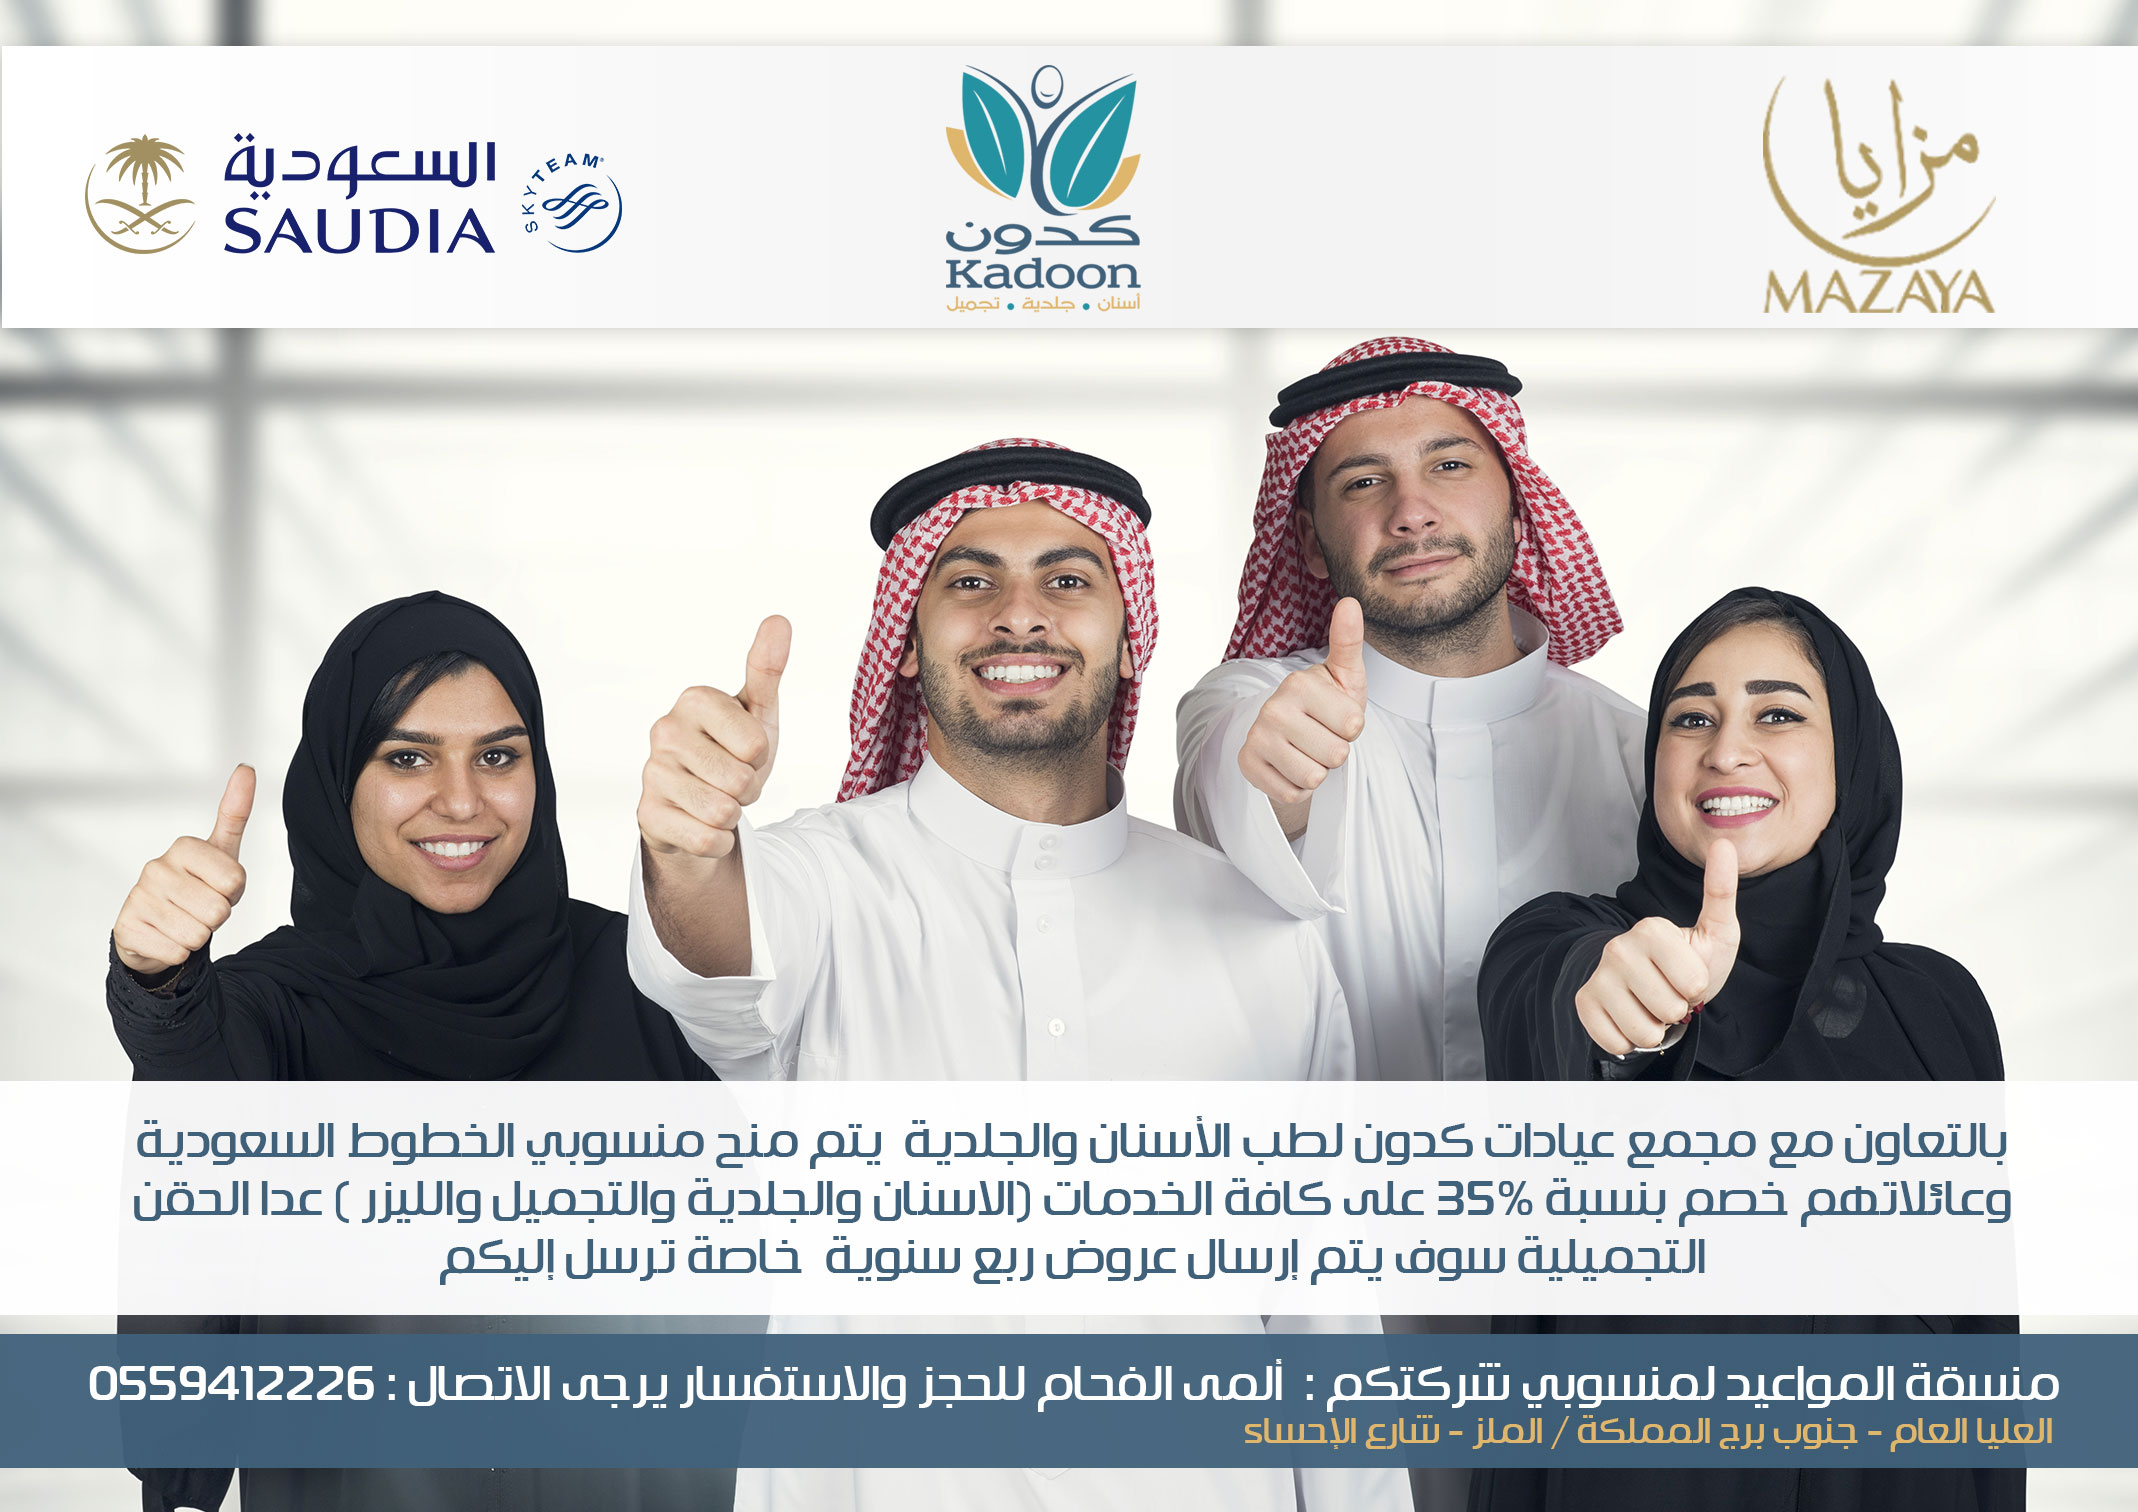 السعودية
SAUDIA
SKYTEAM
كدون
Kadoon
أسنان • جلدية • تجميل
مزايا
MAZAYA
بالتعاون مع مجمع عيادات كدون لطب الأسنان والجلدية يتم منح منسوبي الخطوط السعودية
وعائلاتهم خصم بنسبة 35% على كافة الخدمات (الاسنان والجلدية والتجميل والليزر ) عدا الحقن
التجميلية سوف يتم إرسال عروض ربع سنوية خاصة ترسل إليكم
منسقة المواعيد لمنسوبي شركتكم : ألمى الفحام للحجز والاستفسار يرجى الاتصال : 0559412226
العليا العام - جنوب برج المملكة / الملز - شارع الإحساء